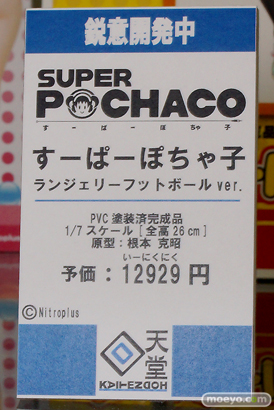 鋭意開発中
SUPER
POCHACO
すーぱーぽちゃ子
すーぱーぽちゃ子
ランジェリーフットボールver.
PVC塗装済完成品
1/7スケール[全高26cm]
原型:根本 克昭
いーにくにく
予価:12929円
©Nitroplus
天
堂
KAITENDOH
www.moeyo.com